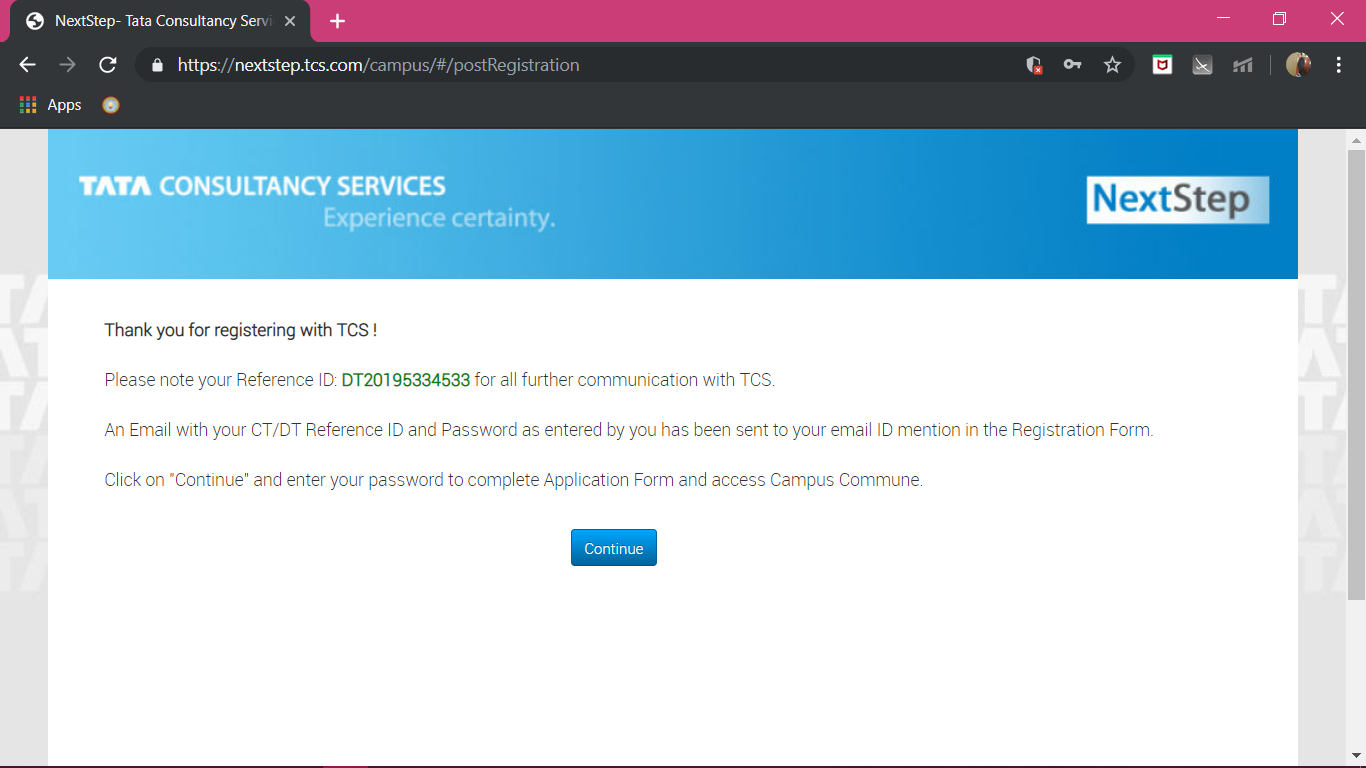 NextStep- Tata Consultancy Servi
https://nextstep.tcs.com/campus/#/postRegistration
Apps
TATA CONSULTANCY SERVICES
Experience certainty.
NextStep
Thank you for registering with TCS !
Please note your Reference ID: DT20195334533 for all further communication with TCS.
An Email with your CT/DT Reference ID and Password as entered by you has been sent to your email ID mention in the Registration Form.
Click on "Continue" and enter your password to complete Application Form and access Campus Commune.
Continue